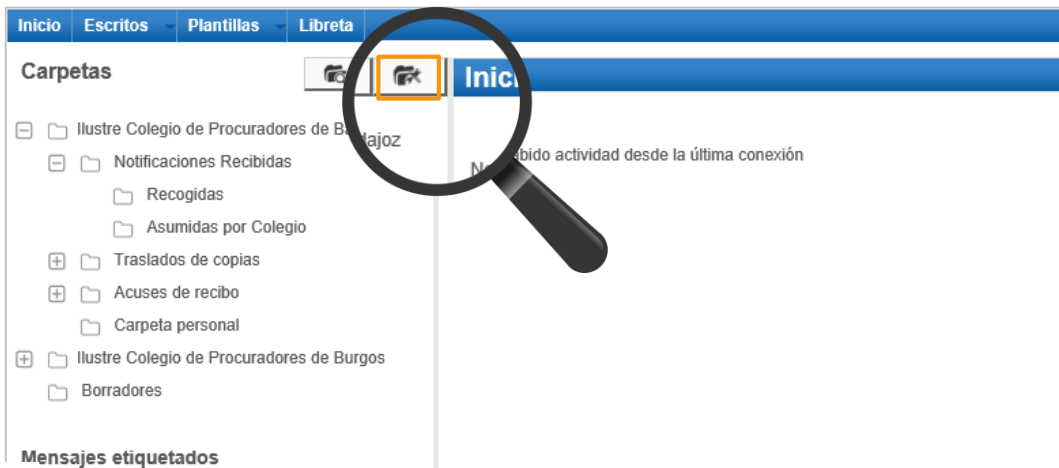 Inicio Escritos Plantillas Libreta
Carpetas
Inic
Ilustre Colegio de Procuradores de Ba dajoz
Notificaciones Recibidas
No bido actividad desde la última conexión
Recogidas
Asumidas por Colegio
Traslados de copias
Acuses de recibo
Carpeta personal
Ilustre Colegio de Procuradores de Burgos
Borradores
Mensajes etiquetados